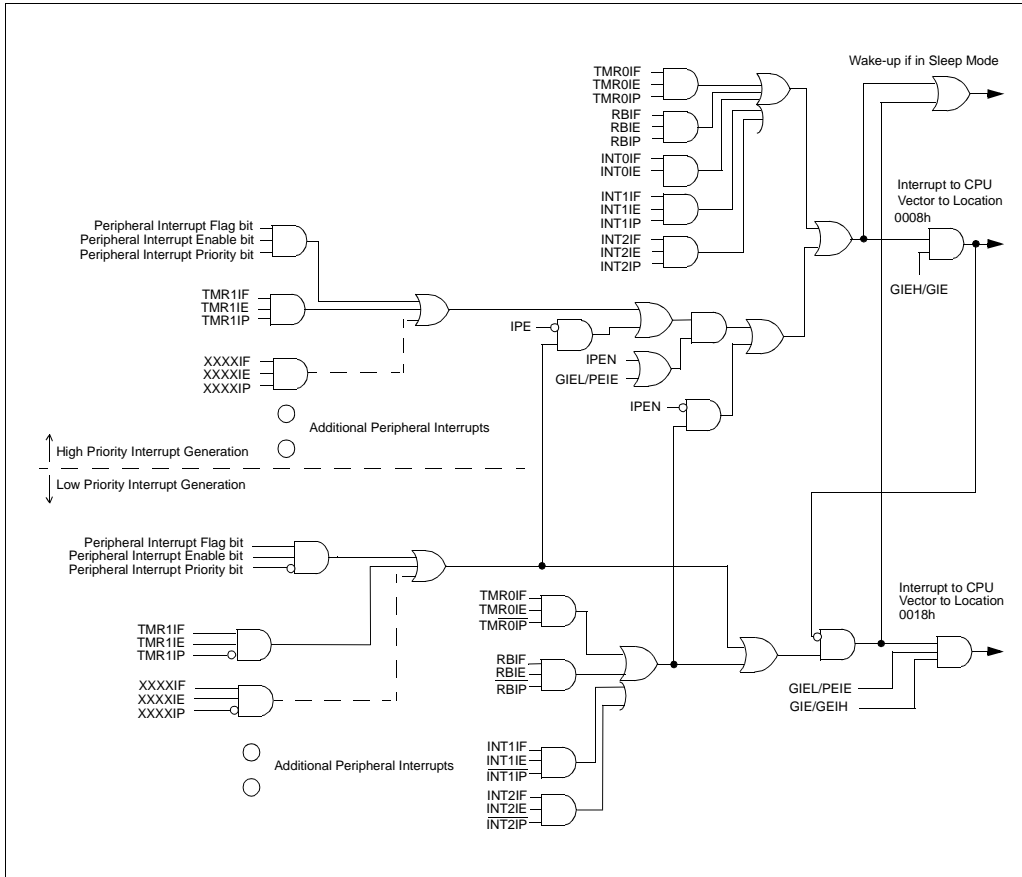 Wake-up if in Sleep Mode
TMR0IF
TMR0IE
TMR0IP
RBIF
RBIE
RBIP
INT0IF
INT0IE
INT1IF
INT1IE
INT1IP
INT2IF
INT2IE
INT2IP
Interrupt to CPU
Vector to Location
0008h
GIEH/GIE
Peripheral Interrupt Flag bit
Peripheral Interrupt Enable bit
Peripheral Interrupt Priority bit
TMR1IF
TMR1IE
TMR1IP
XXXXIF
XXXXIE
XXXXIP
Additional Peripheral Interrupts
IPE
IPEN
GIEL/PEIE
IPEN
High Priority Interrupt Generation
Low Priority Interrupt Generation
Peripheral Interrupt Flag bit
Peripheral Interrupt Enable bit
Peripheral Interrupt Priority bit
TMR1IF
TMR1IE
TMR1IP
XXXXIF
XXXXIE
XXXXIP
Additional Peripheral Interrupts
TMR0IF
TMR0IE
TMR0IP
RBIF
RBIE
RBIP
INT1IF
INT1IE
INT1IP
INT2IF
INT2IE
INT2IP
Interrupt to CPU
Vector to Location
0018h
GIEL/PEIE
GIE/GEIH